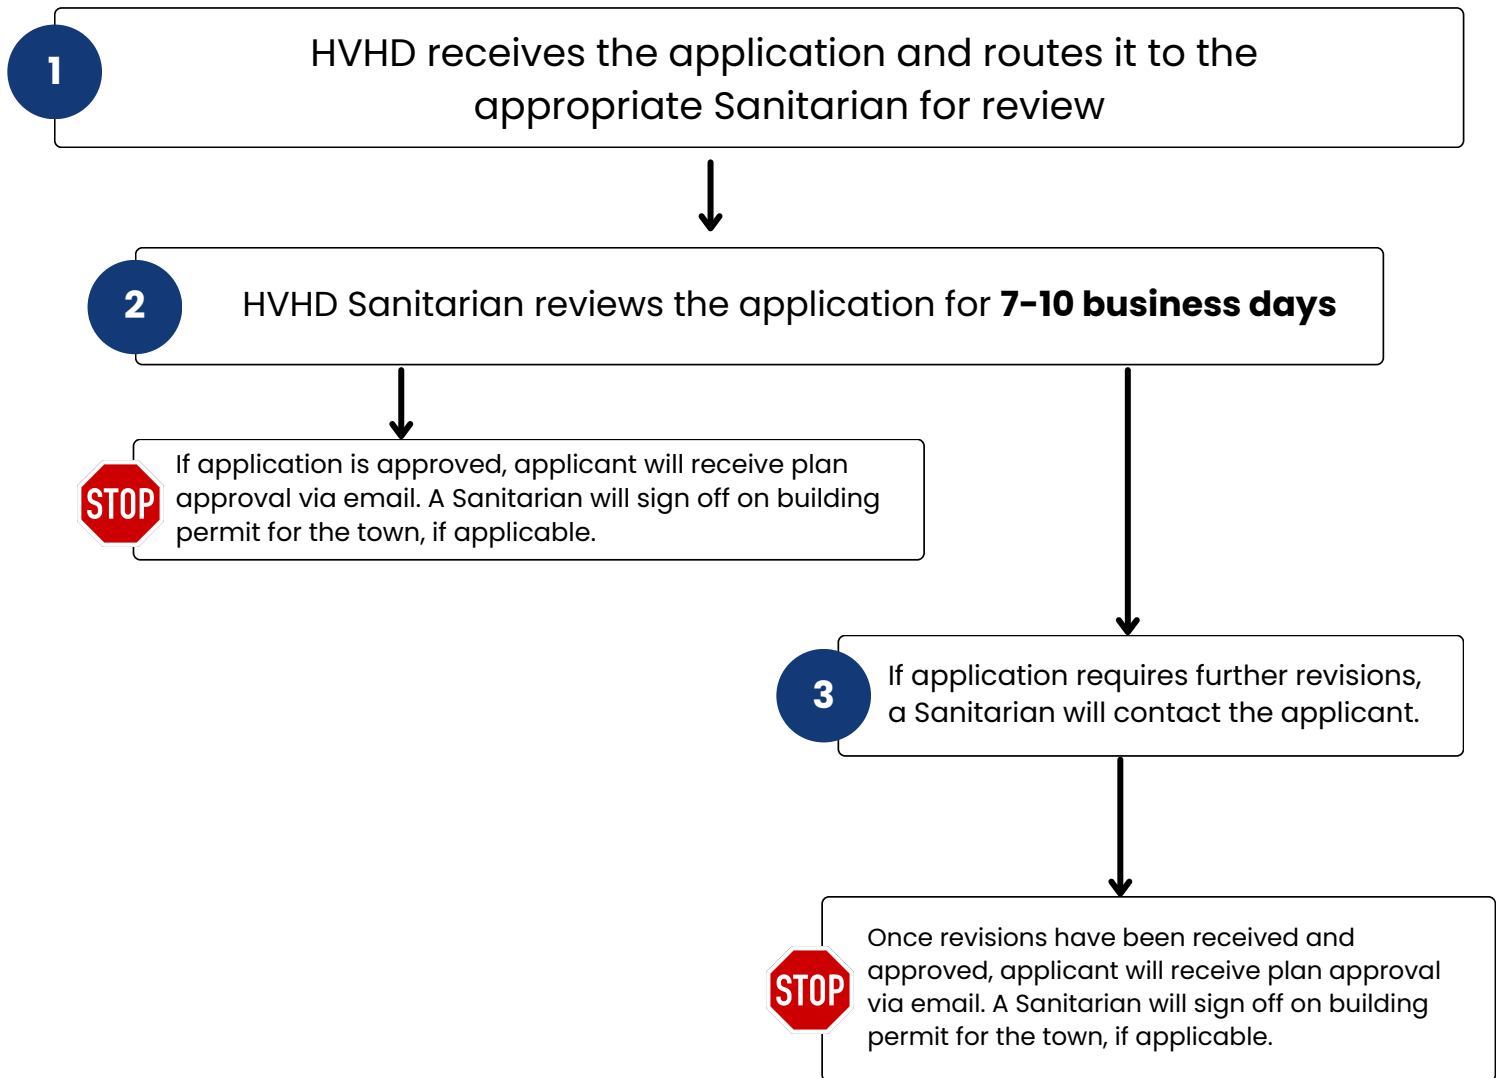 1
HVHD receives the application and routes it to the
appropriate Sanitarian for review
2
HVHD Sanitarian reviews the application for 7-10 business days
STOP
If application is approved, applicant will receive plan
approval via email. A Sanitarian will sign off on building
permit for the town, if applicable.
3
If application requires further revisions,
a Sanitarian will contact the applicant.
STOP
Once revisions have been received and
approved, applicant will receive plan approval
via email. A Sanitarian will sign off on building
permit for the town, if applicable.